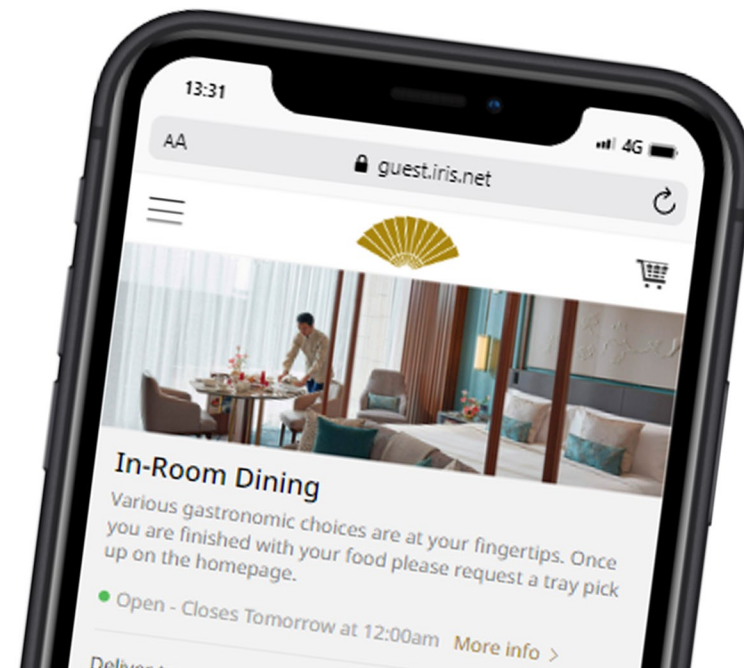 13:31
4G
AA
guest.iris.net
In-Room Dining
Various gastronomic choices are at your fingertips. Once
you are finished with your food please request a tray pick
up on the homepage.
Open - Closes Tomorrow at 12:00am More info >